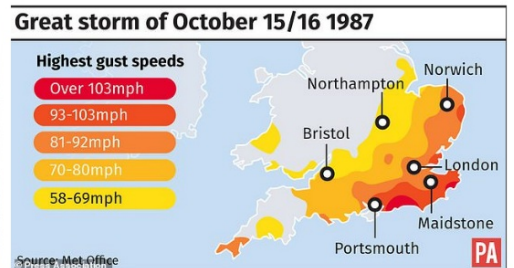 Great storm of October 15/16 1987
Highest gust speeds
Over 103mph
93-103mph
81-92mph
70-80mph
58-69mph
Norwich
Northampton
Bristol
London
Maidstone
Portsmouth
Source: Met Office
PA